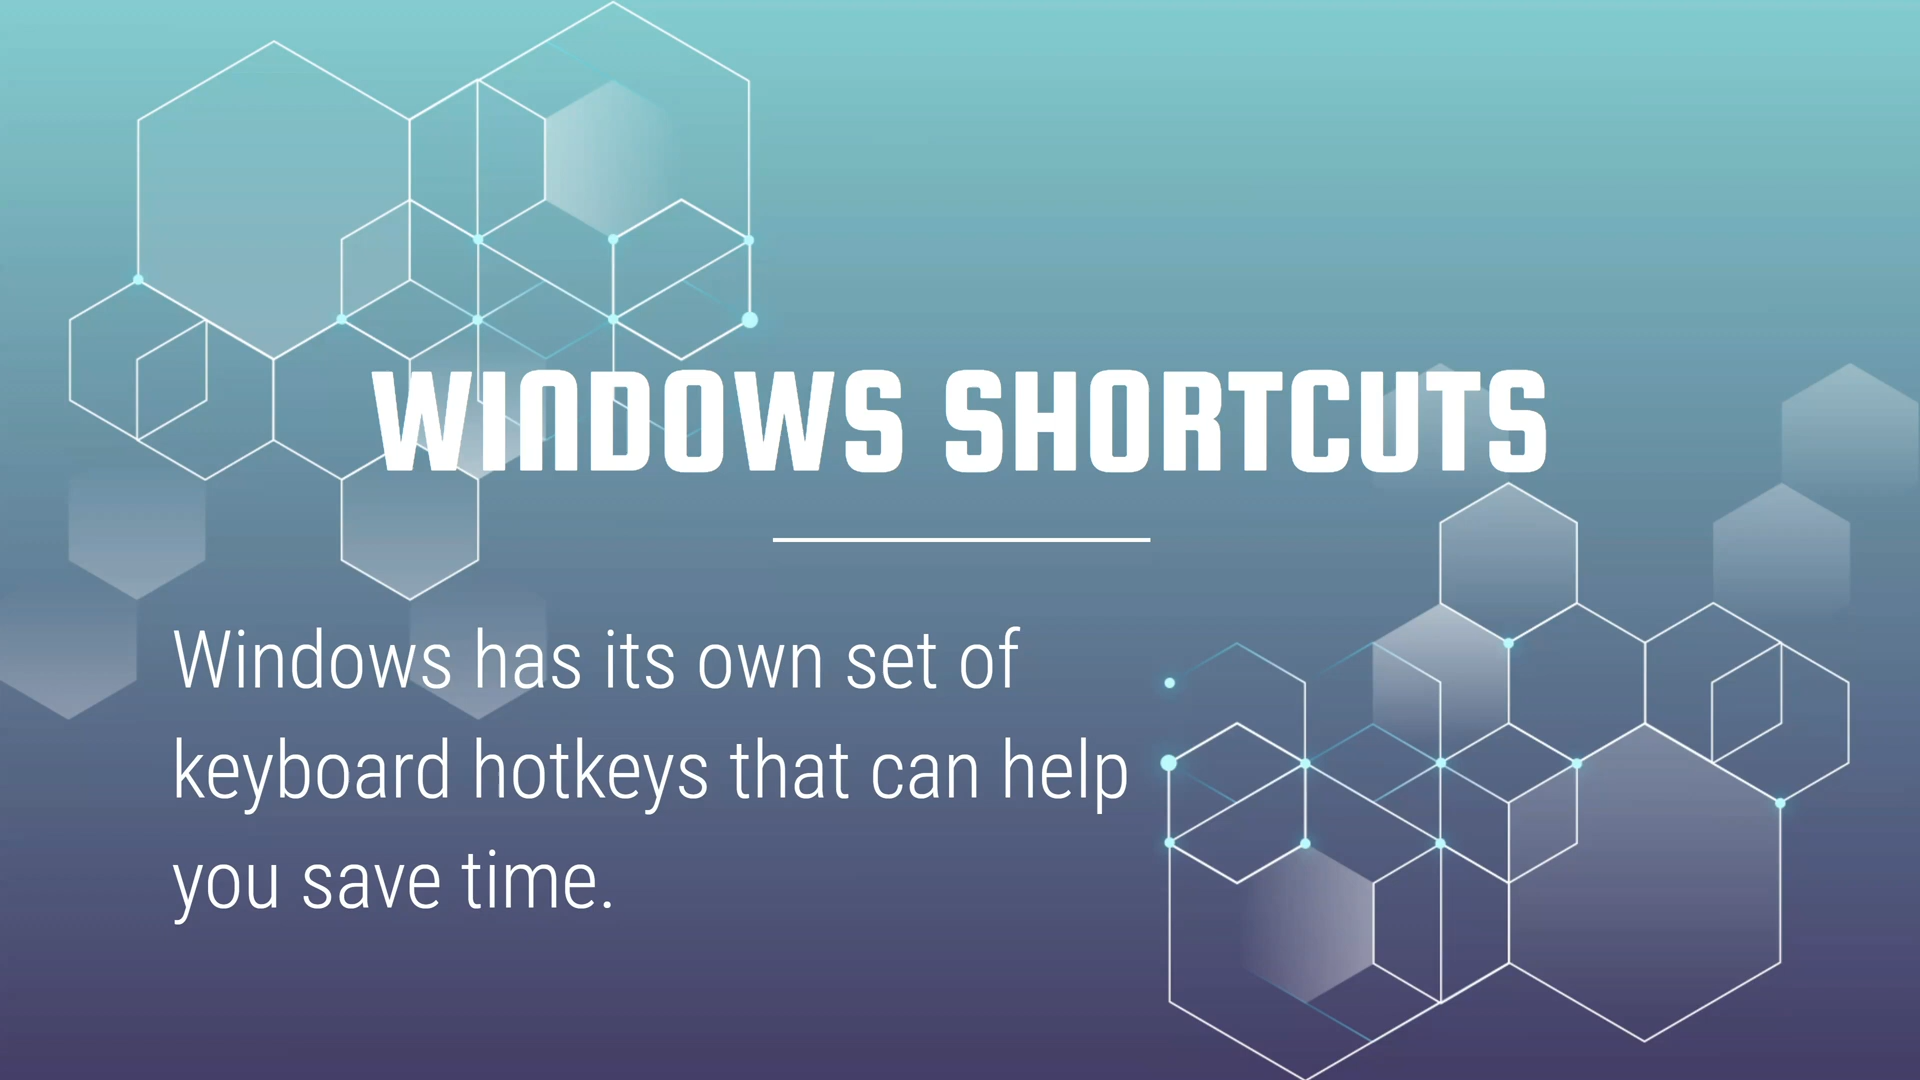 WINDOWS SHORTCUTS
Windows has its own set of
keyboard hotkeys that can help
you save time.